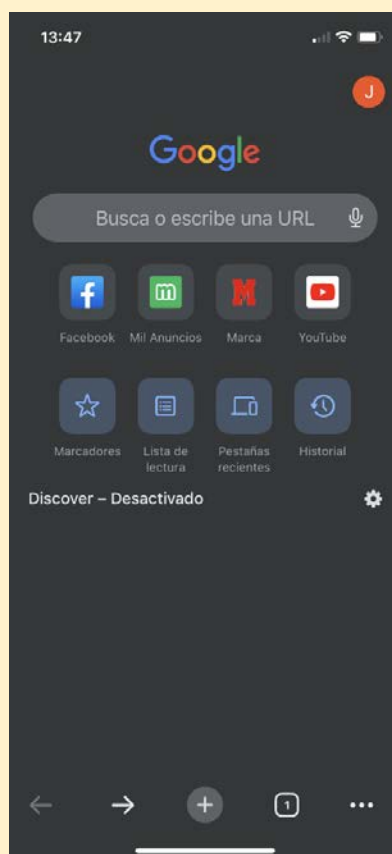 13:47
J
Google
Busca o escribe una URL
Facebook Mil Anuncios Marca YouTube
Marcadores Lista de lectura Pestañas recientes Historial
Discover – Desactivado
1